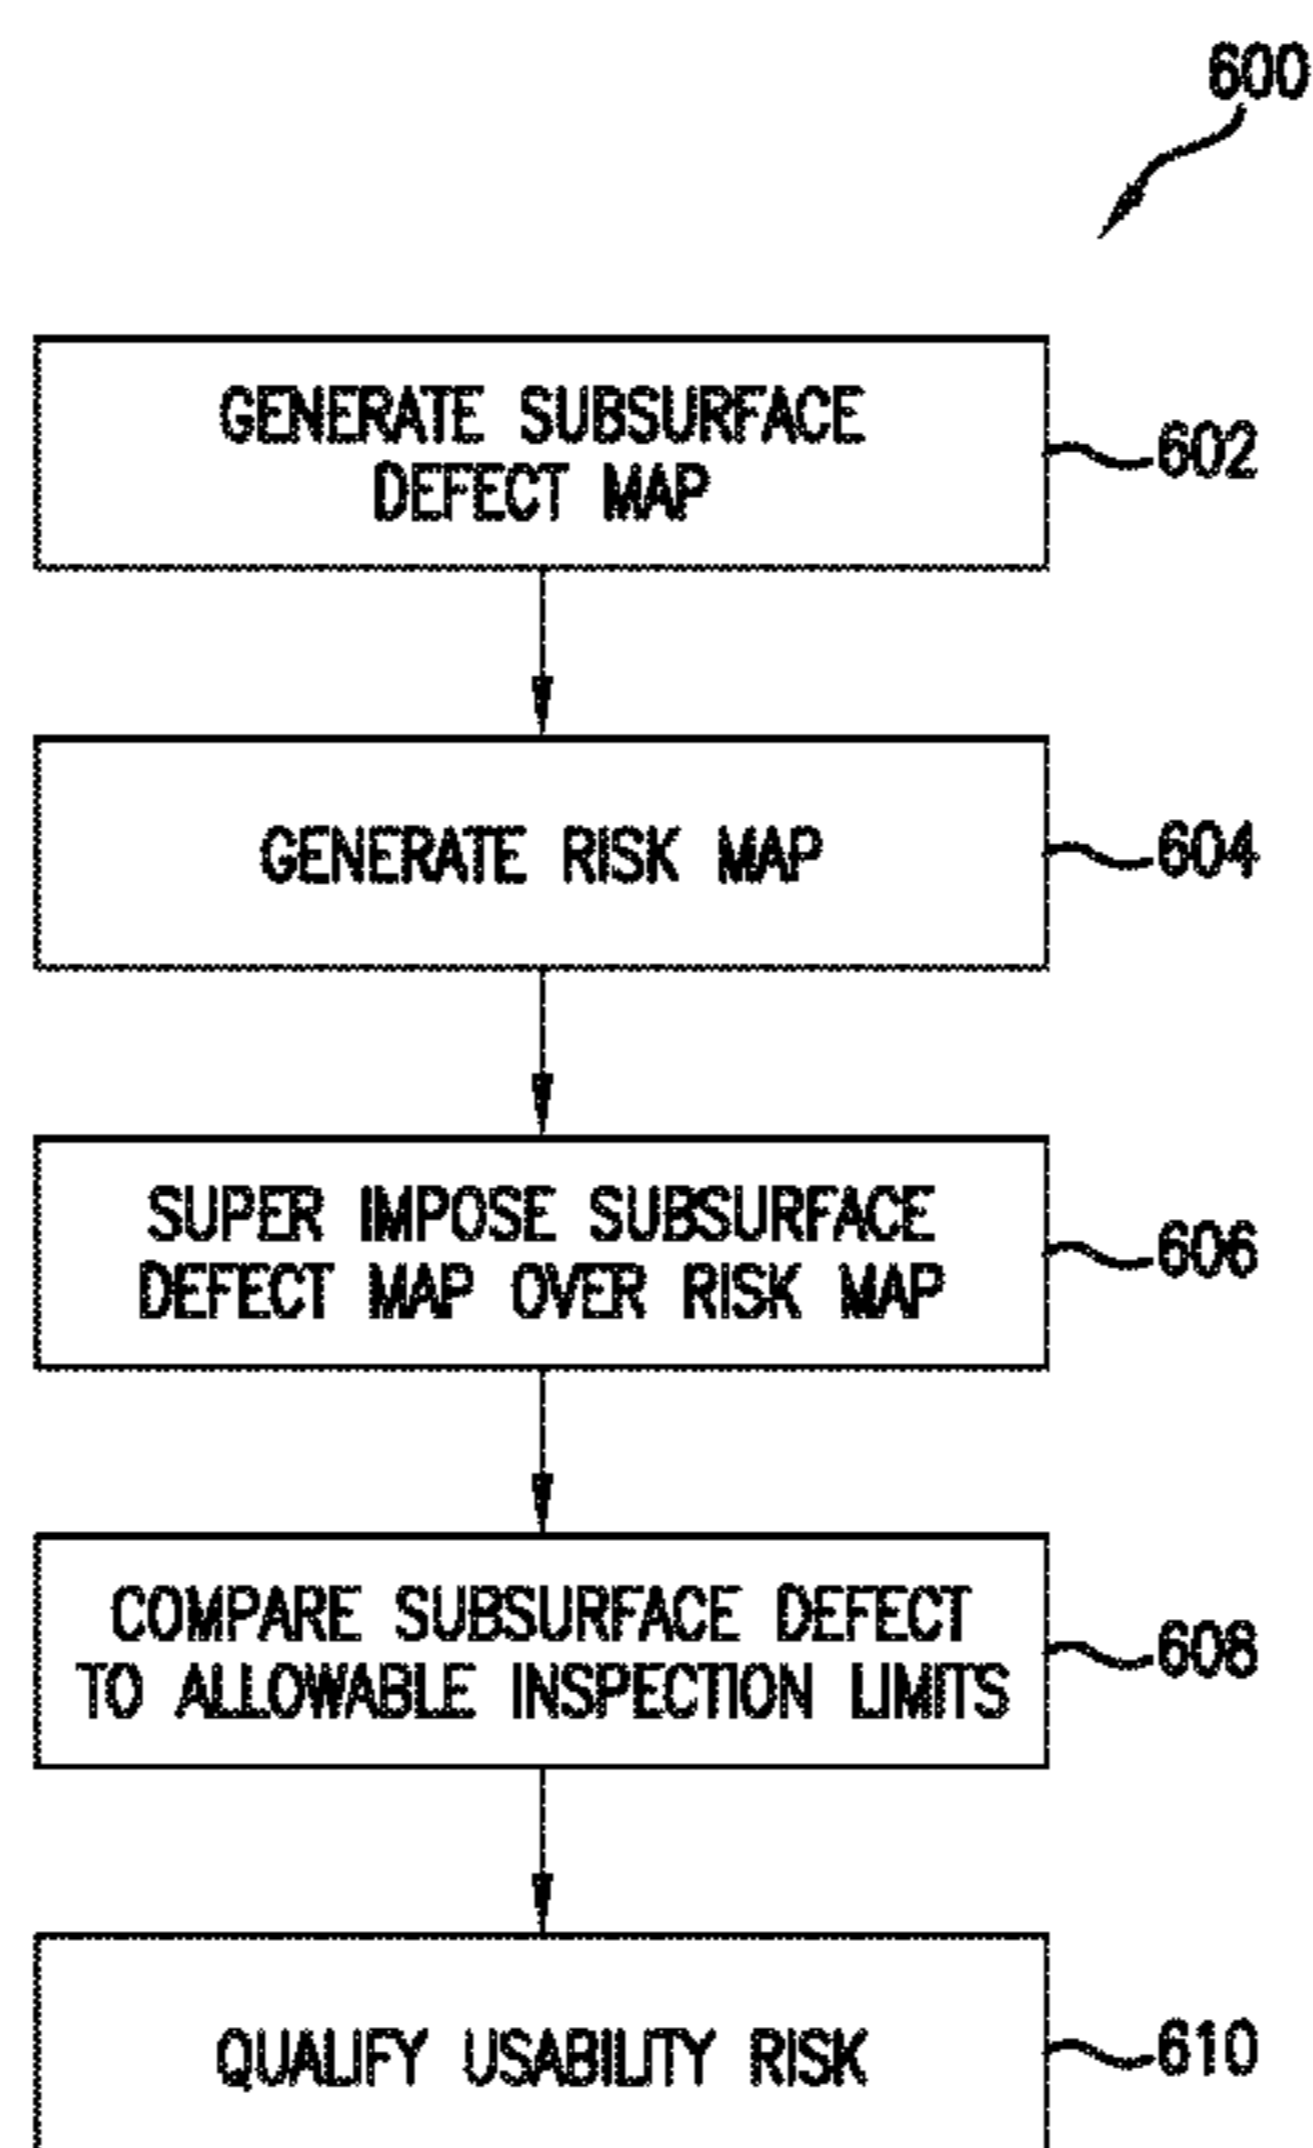 600
GENERATE SUBSURFACE
DEFECT MAP
602
GENERATE RISK MAP
604
SUPER IMPOSE SUBSURFACE
DEFECT MAP OVER RISK MAP
606
COMPARE SUBSURFACE DEFECT
TO ALLOWABLE INSPECTION LIMITS
608
QUALIFY USABILITY RISK
610